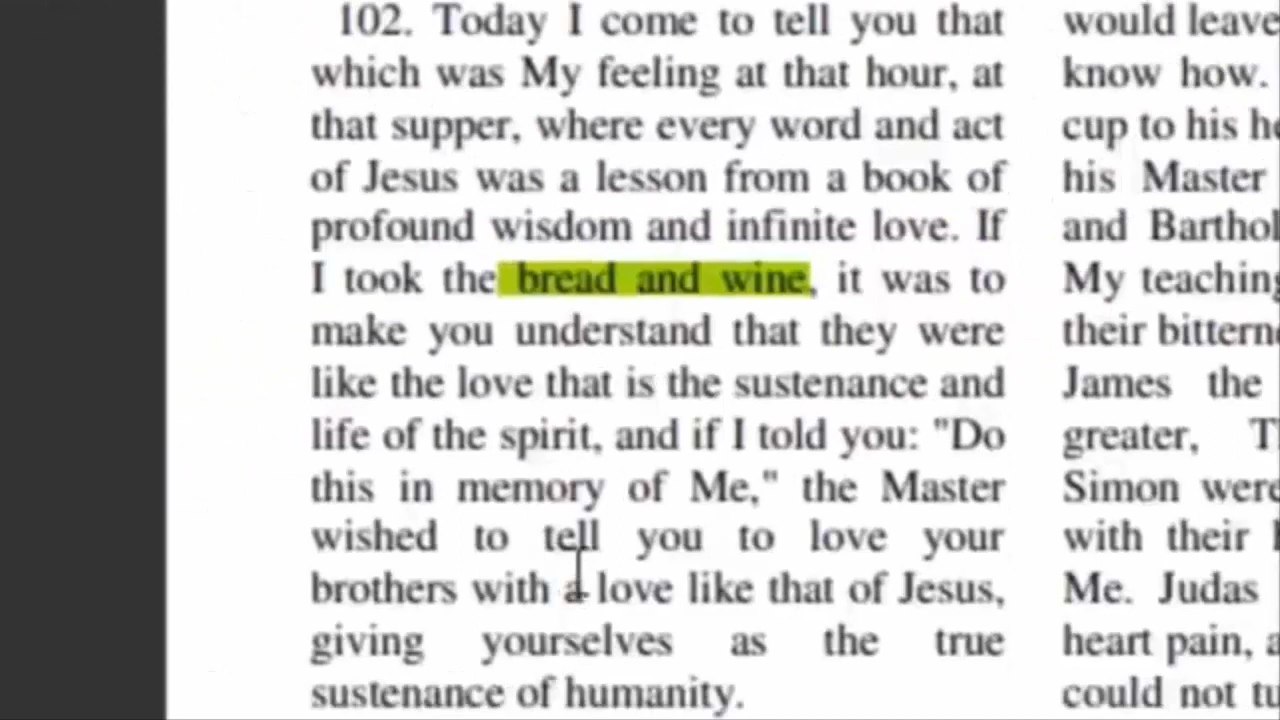 102. Today I come to tell you that
which was My feeling at that hour, at
that supper, where every word and act
of Jesus was a lesson from a book of
profound wisdom and infinite love. If
I took the bread and wine, it was to
make you understand that they were
like the love that is the sustenance and
life of the spirit, and if I told you: "Do
this in memory of Me," the Master
wished to tell you to love your
brothers with a love like that of Jesus,
giving yourselves as the true
sustenance of humanity.
would leave
know how.
cup to his
his Master
and
My
their
James the
greater,
Simon were
with their
Me. Judas
heart pain,
could not